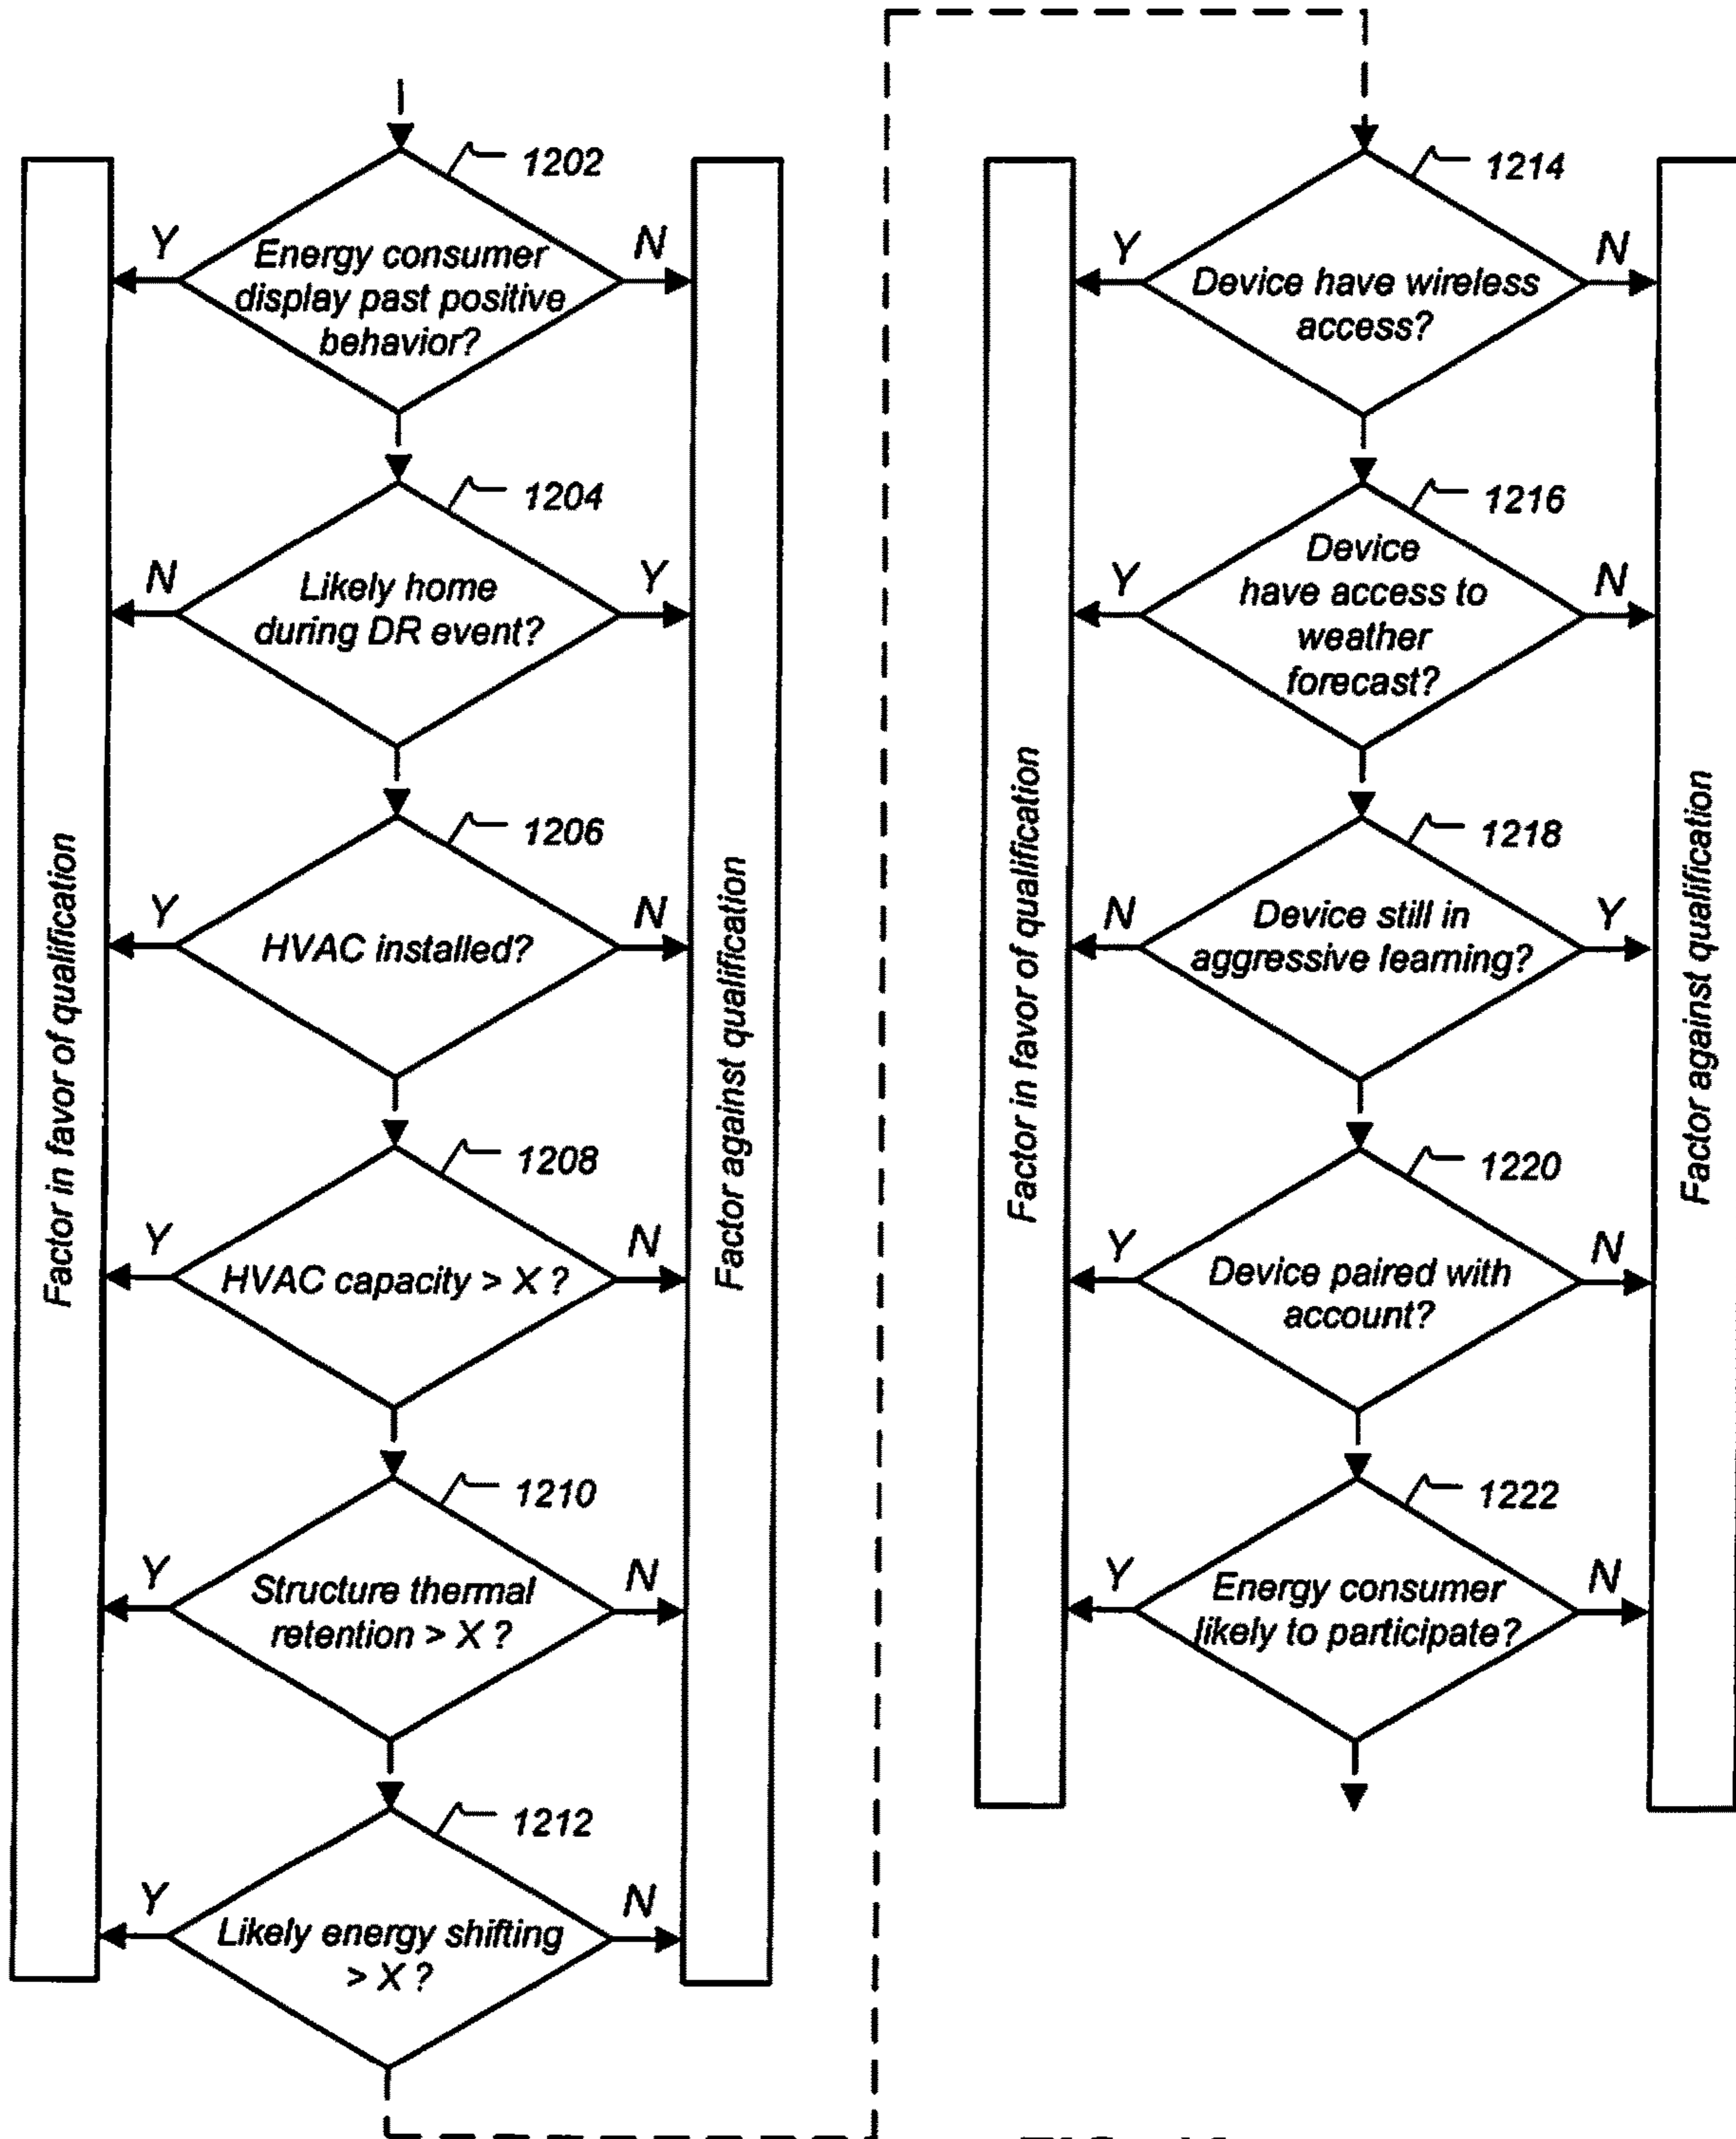 1202
Y
N
Energy consumer
display past positive
behavior?
1204
N
Y
Likely home
during DR event?
1206
Y
N
HVAC installed?
1208
Y
N
HVAC capacity > X ?
1210
Y
N
Structure thermal
retention > X ?
1212
Y
N
Likely energy shifting
> X ?
Factor in favor of qualification
Factor against qualification
1214
Y
N
Device have wireless
access?
1216
Y
N
Device
have access to
weather
forecast?
1218
N
Y
Device still in
aggressive learning?
1220
Y
N
Device paired with
account?
1222
Y
N
Energy consumer
likely to participate?
Factor in favor of qualification
Factor against qualification